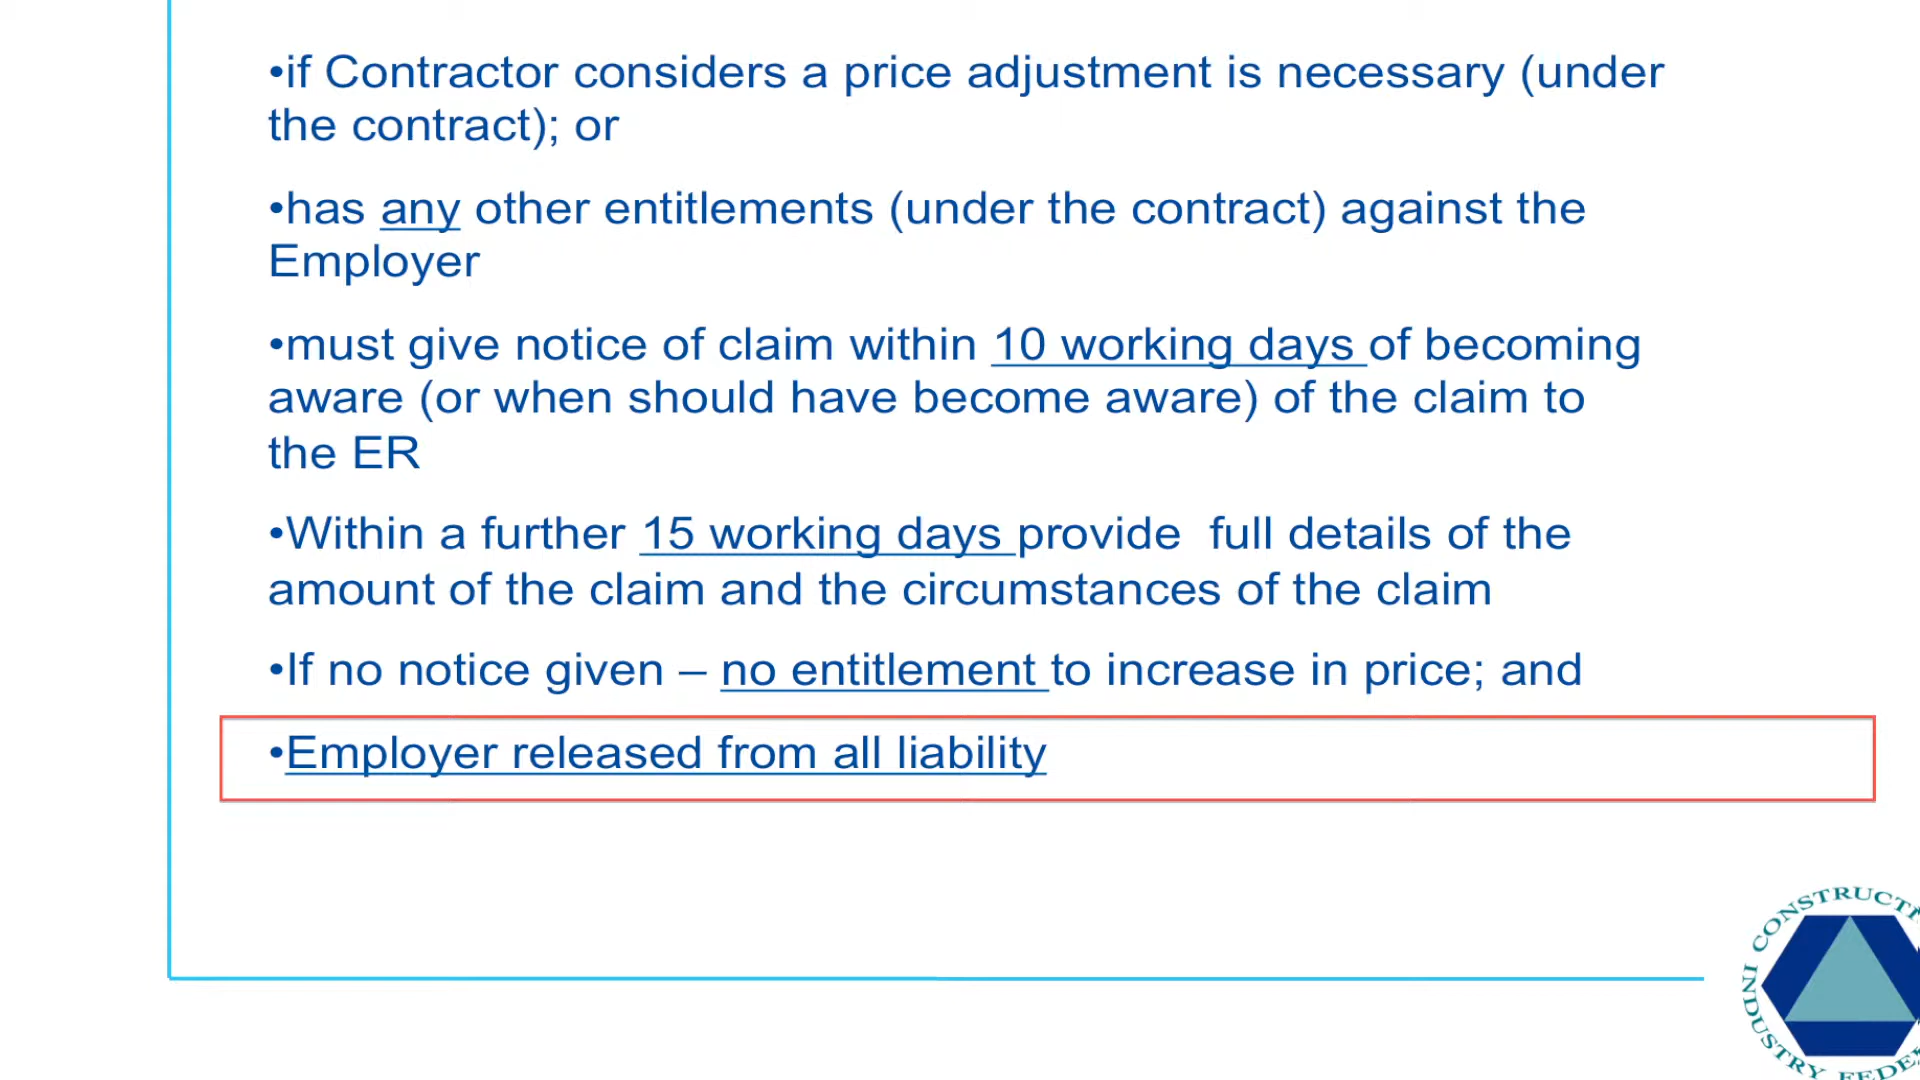 •if Contractor considers a price adjustment is necessary (under
the contract); or
•has any other entitlements (under the contract) against the
Employer
•must give notice of claim within 10 working days of becoming
aware (or when should have become aware) of the claim to
the ER
•Within a further 15 working days provide  full details of the
amount of the claim and the circumstances of the claim
•If no notice given – no entitlement to increase in price; and
•Employer released from all liability
CONSTRUCTI
INDUSTRY FEDE